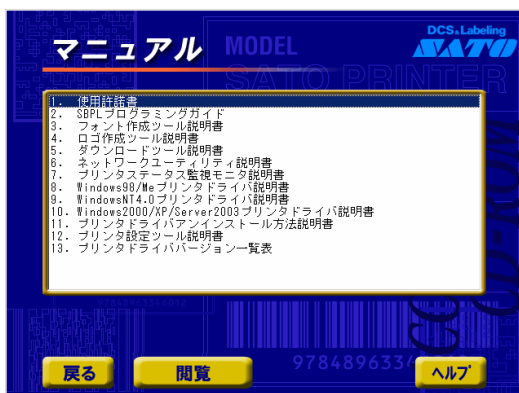 マニュアル
MODEL
DCS&Labeling
SATO
SATO PRINTER
1. 使用許諾書
2. SBPLプログラミングガイド
3. フォント作成ツール説明書
4. ロゴ作成ツール説明書
5. ダウンロードツール説明書
6. ネットワークユーティリティ説明書
7. プリンタステータス監視モニタ説明書
8. Windows98/Meプリンタドライバ説明書
9. WindowsNT4.0プリンタドライバ説明書
10. Windows2000/XP/Server2003プリンタドライバ説明書
11. プリンタドライバアンインストール方法説明書
12. プリンタ設定ツール説明書
13. プリンタドライババージョン一覧表
戻る
閲覧
ヘルプ